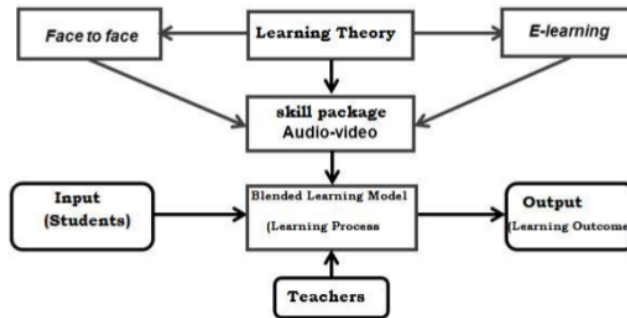 Face to face
Learning Theory
E-learning
skill package
Audio-video
Input
(Students)
Blended Learning Model
(Learning Process
Output
(Learning Outcome
Teachers